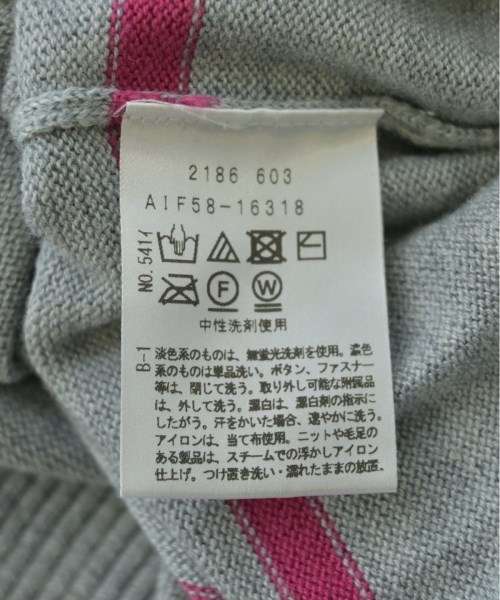 2186 603
AIF58-16318
NO.541イ
F
W
中性洗剤使用
B-1
淡色系のものは、無蛍光洗剤を使用。濃色
系のものは単品洗い。ボタン、ファスナー
等は、閉じて洗う。取り外し可能な附属品
は、外して洗う。漂白は、漂白剤の指示に
したがう。汗をかいた場合、速やかに洗う。
アイロンは、当て布使用。ニットや毛足の
ある製品は、スチームでの浮かしアイロン
仕上げ。つけ置き洗い・濡れたままの放置、